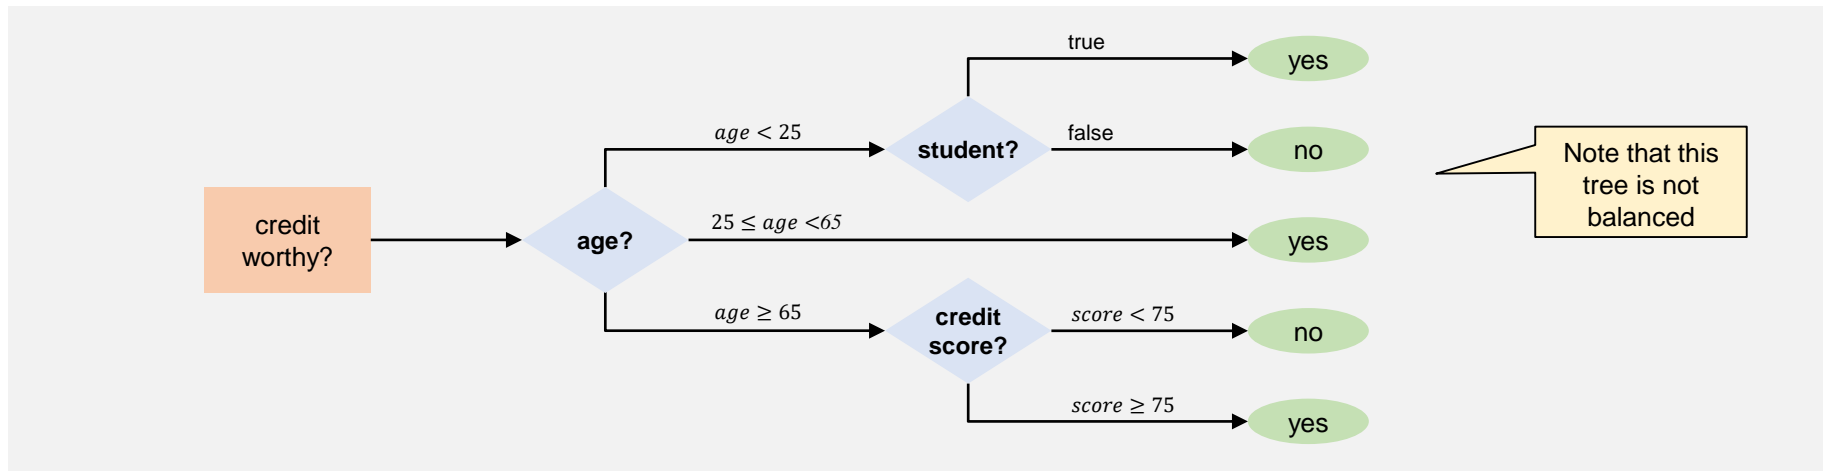 credit
worthy?
age?
age < 25
student?
true
yes
false
no
25 ≤ age <65
yes
age ≥ 65
credit
score?
score < 75
no
score ≥ 75
yes
Note that this
tree is not
balanced